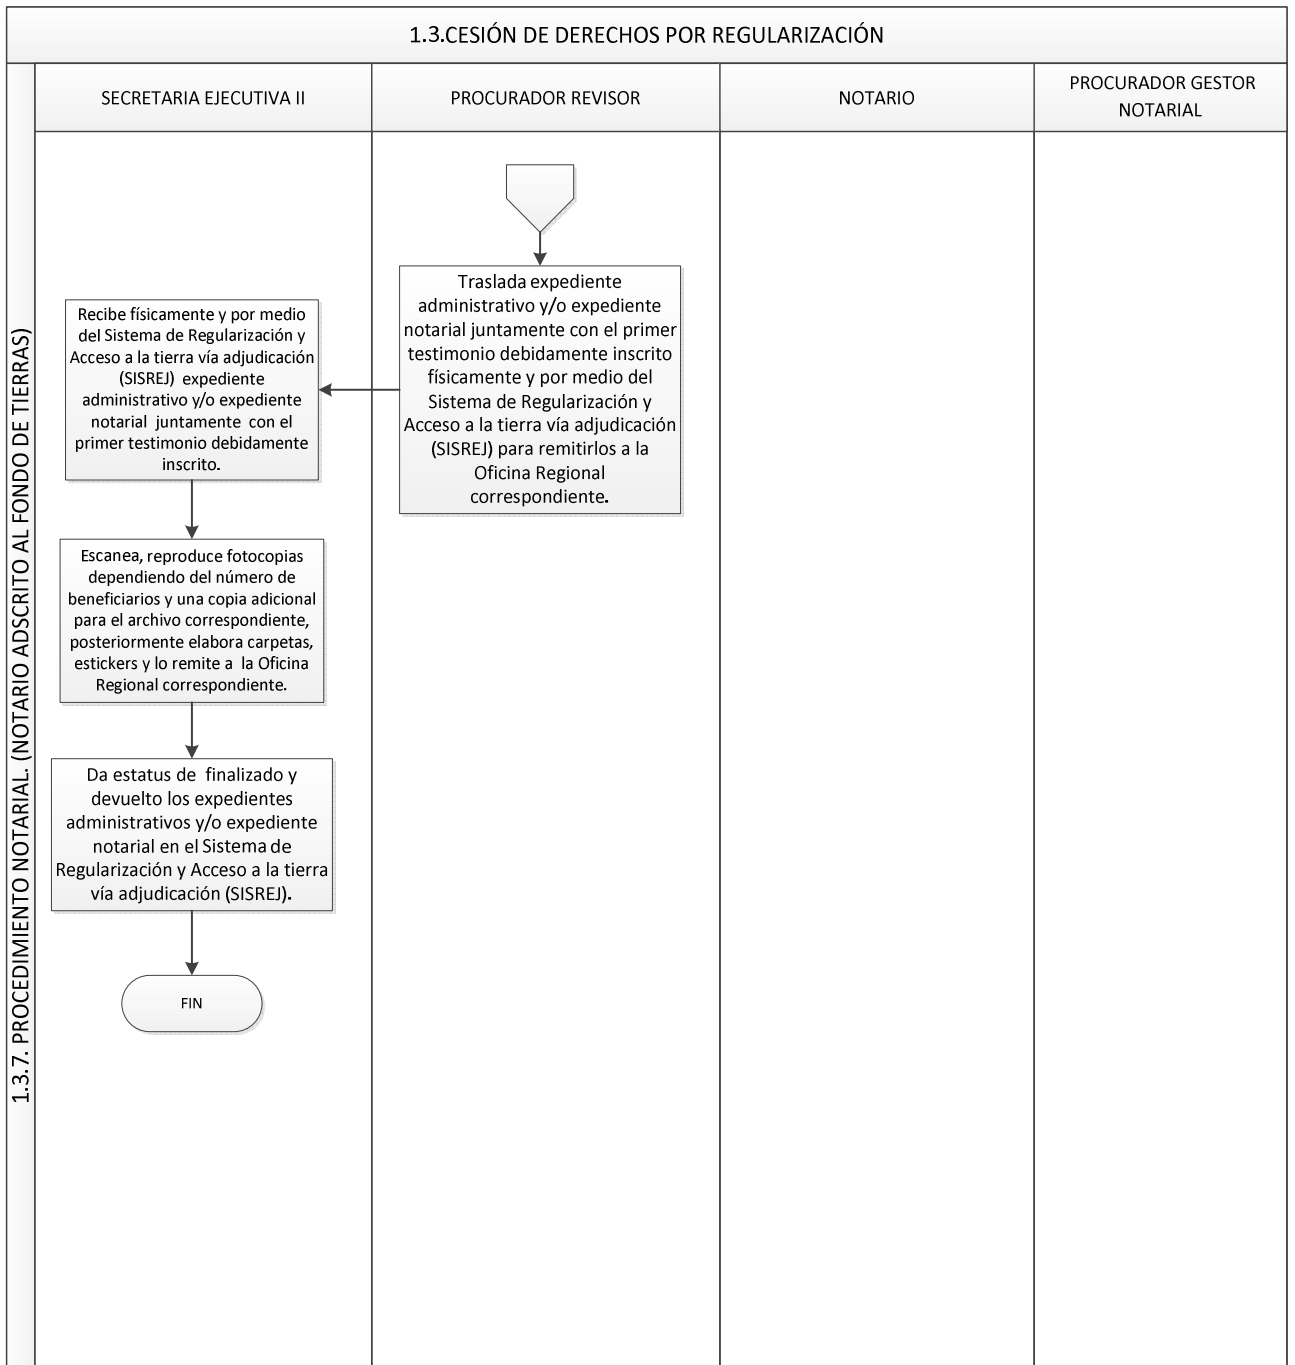 1.3.CESIÓN DE DERECHOS POR REGULARIZACIÓN
1.3.7. PROCEDIMIENTO NOTARIAL. (NOTARIO ADSCRITO AL FONDO DE TIERRAS)
SECRETARIA EJECUTIVA II
PROCURADOR REVISOR
NOTARIO
PROCURADOR GESTOR
NOTARIAL
Traslada expediente
administrativo y/o expediente
notarial juntamente con el primer
testimonio debidamente inscrito
físicamente y por medio del
Sistema de Regularización y
Acceso a la tierra vía adjudicación
(SISREJ) para remitirlos a la
Oficina Regional
correspondiente.
Recibe físicamente y por medio
del Sistema de Regularización y
Acceso a la tierra vía adjudicación
(SISREJ) expediente
administrativo y/o expediente
notarial juntamente con el
primer testimonio debidamente
inscrito.
Escanea, reproduce fotocopias
dependiendo del número de
beneficiarios y una copia adicional
para el archivo correspondiente,
posteriormente elabora carpetas,
estickers y lo remite a la Oficina
Regional correspondiente.
Da estatus de finalizado y
devuelto los expedientes
administrativos y/o expediente
notarial en el Sistema de
Regularización y Acceso a la tierra
vía adjudicación (SISREJ).
FIN